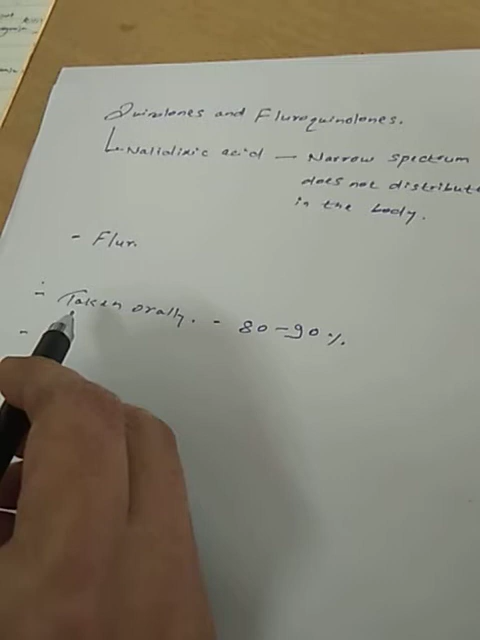 Quinolones and Fluroquinolones.
Nalidixic acid — Narrow spectrum
does not distribute
in the body.
- Flur.
- Taken orally. - 80-90%.
-